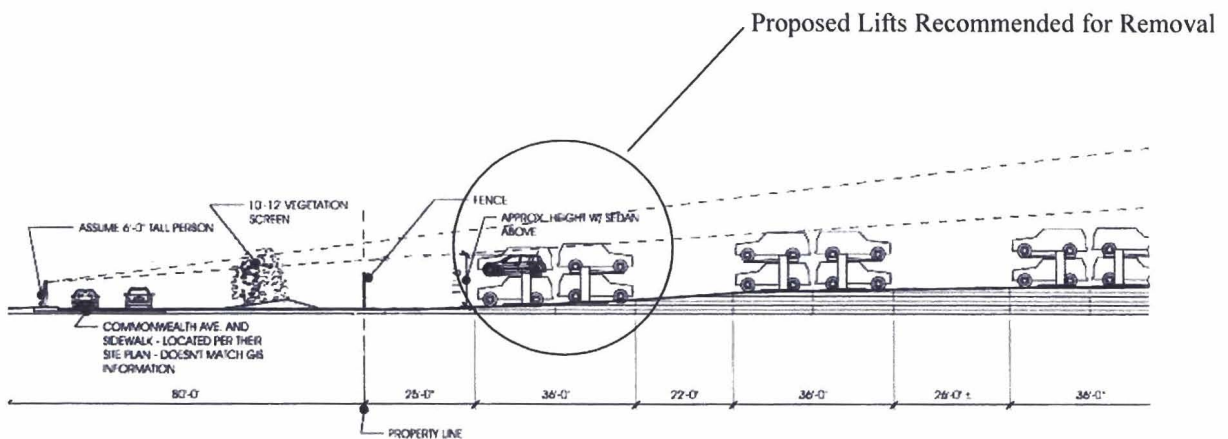 Proposed Lifts Recommended for Removal
10-12' VEGETATION
SCREEN
FENCE
ASSUME 6'-0" TALL PERSON
APPROX. HEIGHT W/ SEDAN
ABOVE
COMMONWEALTH AVE. AND
SIDEWALK - LOCATED PER THEIR
SITE PLAN - DOESN'T MATCH GIS
INFORMATION
80'-0"
25'-0"
36'-0"
22'-0"
36'-0"
26'-0" ±
36'-0"
PROPERTY LINE